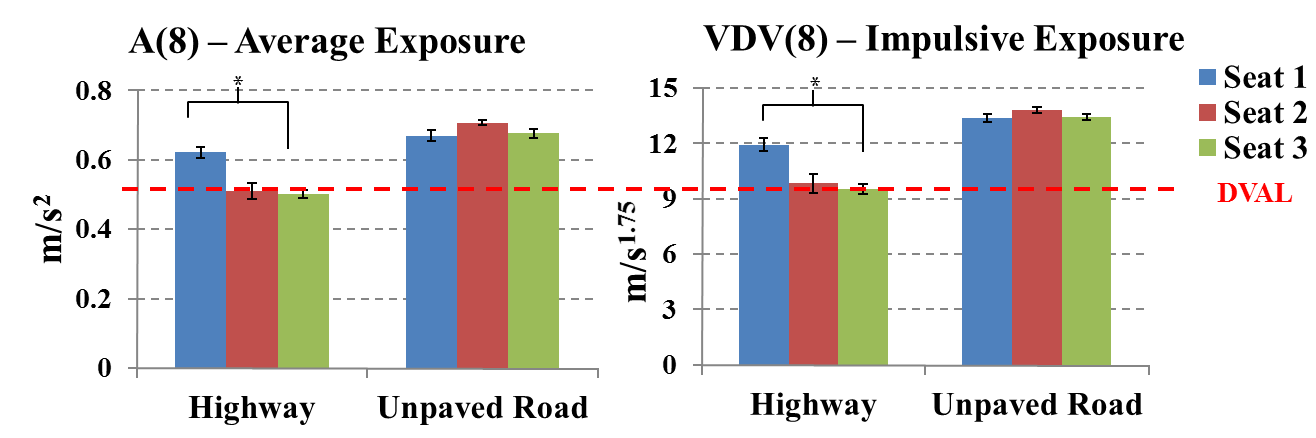 A(8) – Average Exposure
*
0.8
0.6
0.4
0.2
0
m/s2
Highway
Unpaved Road
VDV(8) – Impulsive Exposure
*
15
12
9
6
3
0
m/s1.75
Highway
Unpaved Road
Seat 1
Seat 2
Seat 3
DVAL